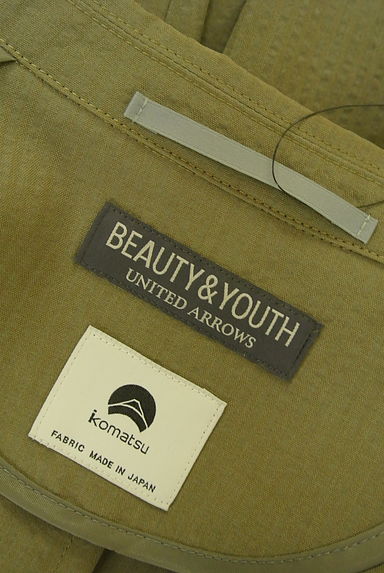 BEAUTY&YOUTH
UNITED ARROWS
komatsu
FABRIC MADE IN JAPAN